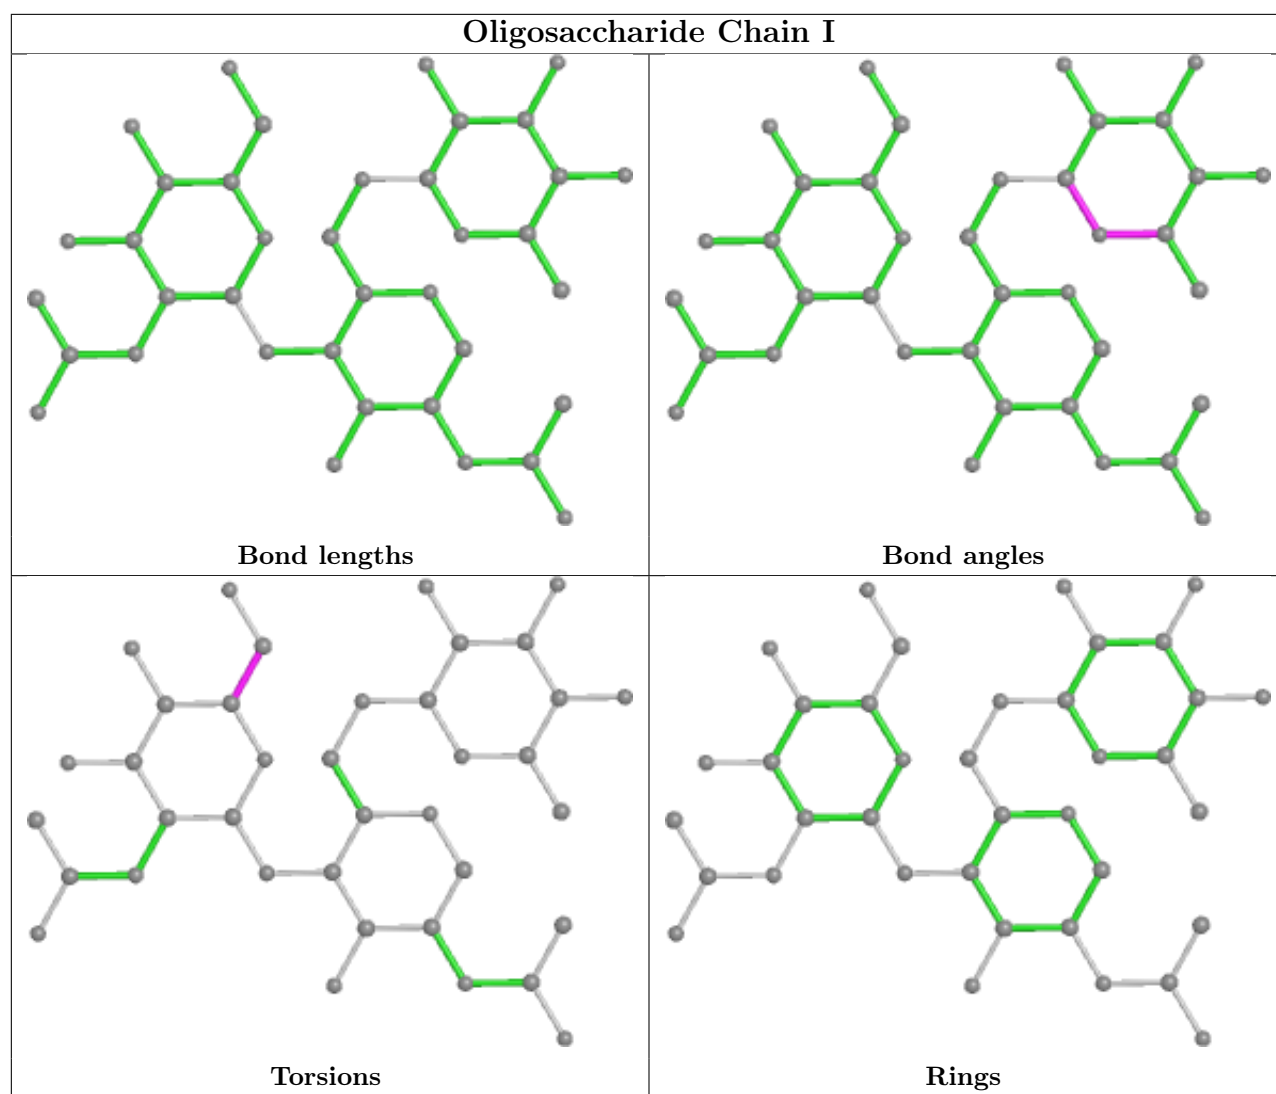 Oligosaccharide Chain I
Bond lengths
Bond angles
Torsions
Rings